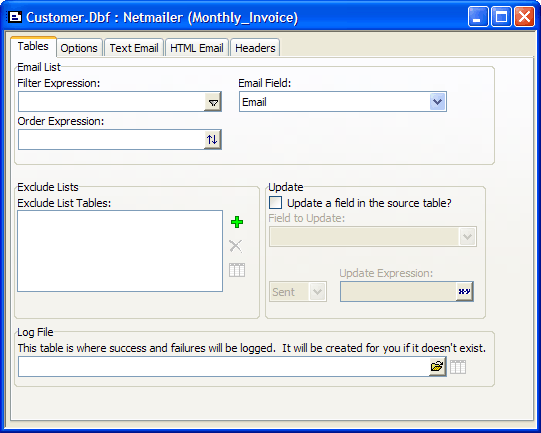 Customer.Dbf : Netmailer (Monthly_Invoice)
Tables Options Text Email HTML Email Headers
Email List
Filter Expression: Email Field:
Email
Order Expression:
Exclude Lists Update
Exclude List Tables: Update a field in the source table?
Field to Update:
Update Expression:
Sent x=y
Log File
This table is where success and failures will be logged. It will be created for you if it doesn't exist.